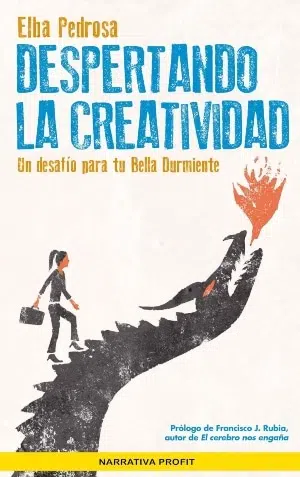 Elba Pedrosa
DESPERTANDO
LA CREATIVIDAD
Un desafío para tu Bella Durmiente
Prólogo de Francisco J. Rubia,
autor de El cerebro nos engaña
NARRATIVA PROFIT